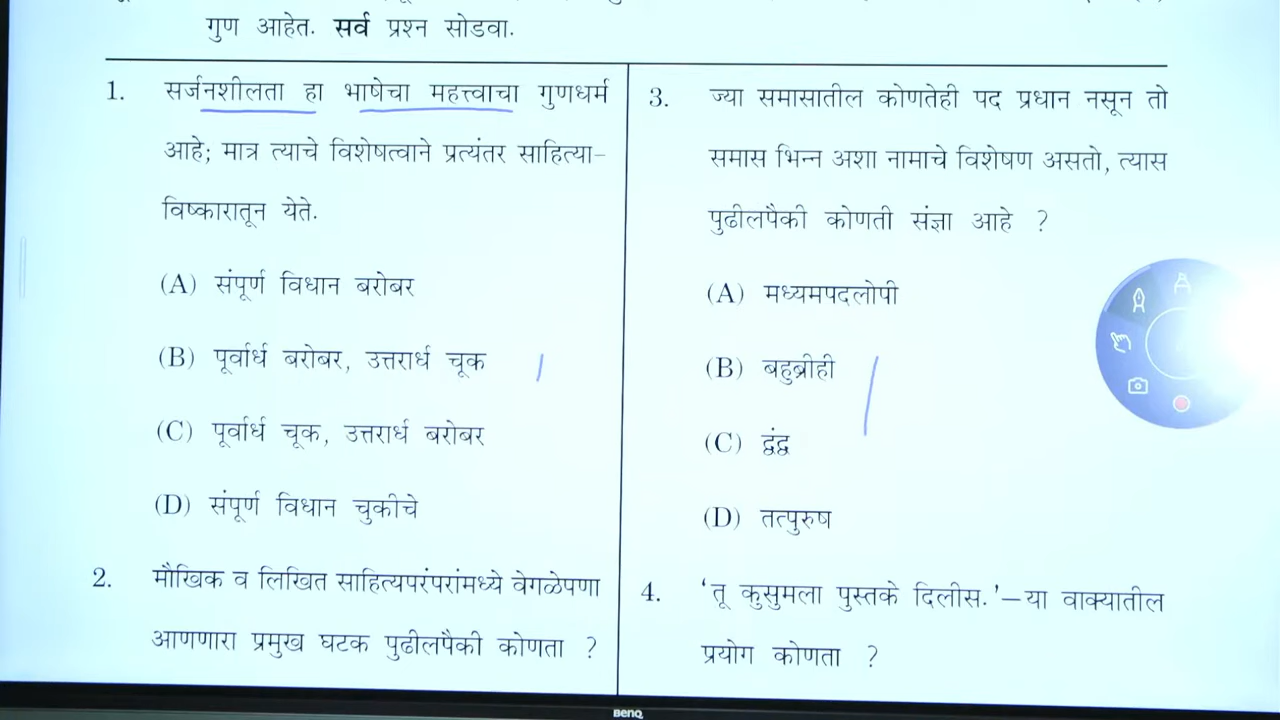 गुण आहेत. सर्व प्रश्न सोडवा.
1. सर्जनशीलता हा भाषेचा महत्त्वाचा गुणधर्म
आहे; मात्र त्याचे विशेषत्वाने प्रत्यंतर साहित्या–
विष्कारातून येते.
(A) संपूर्ण विधान बरोबर
(B) पूर्वार्ध बरोबर, उत्तरार्ध चूक
(C) पूर्वार्ध चूक, उत्तरार्ध बरोबर
(D) संपूर्ण विधान चुकीचे
2. मौखिक व लिखित साहित्यपरंपरांमध्ये वेगळेपणा
आणणारा प्रमुख घटक पुढीलपैकी कोणता ?
3. ज्या समासातील कोणतेही पद प्रधान नसून तो
समास भिन्न अशा नामाचे विशेषण असतो, त्यास
पुढीलपैकी कोणती संज्ञा आहे ?
(A) मध्यमपदलोपी
(B) बहुब्रीही
(C) द्वंद्व
(D) तत्पुरुष
4. ‘तू कुसुमला पुस्तके दिलीस.’–या वाक्यातील
प्रयोग कोणता ?
BenQ